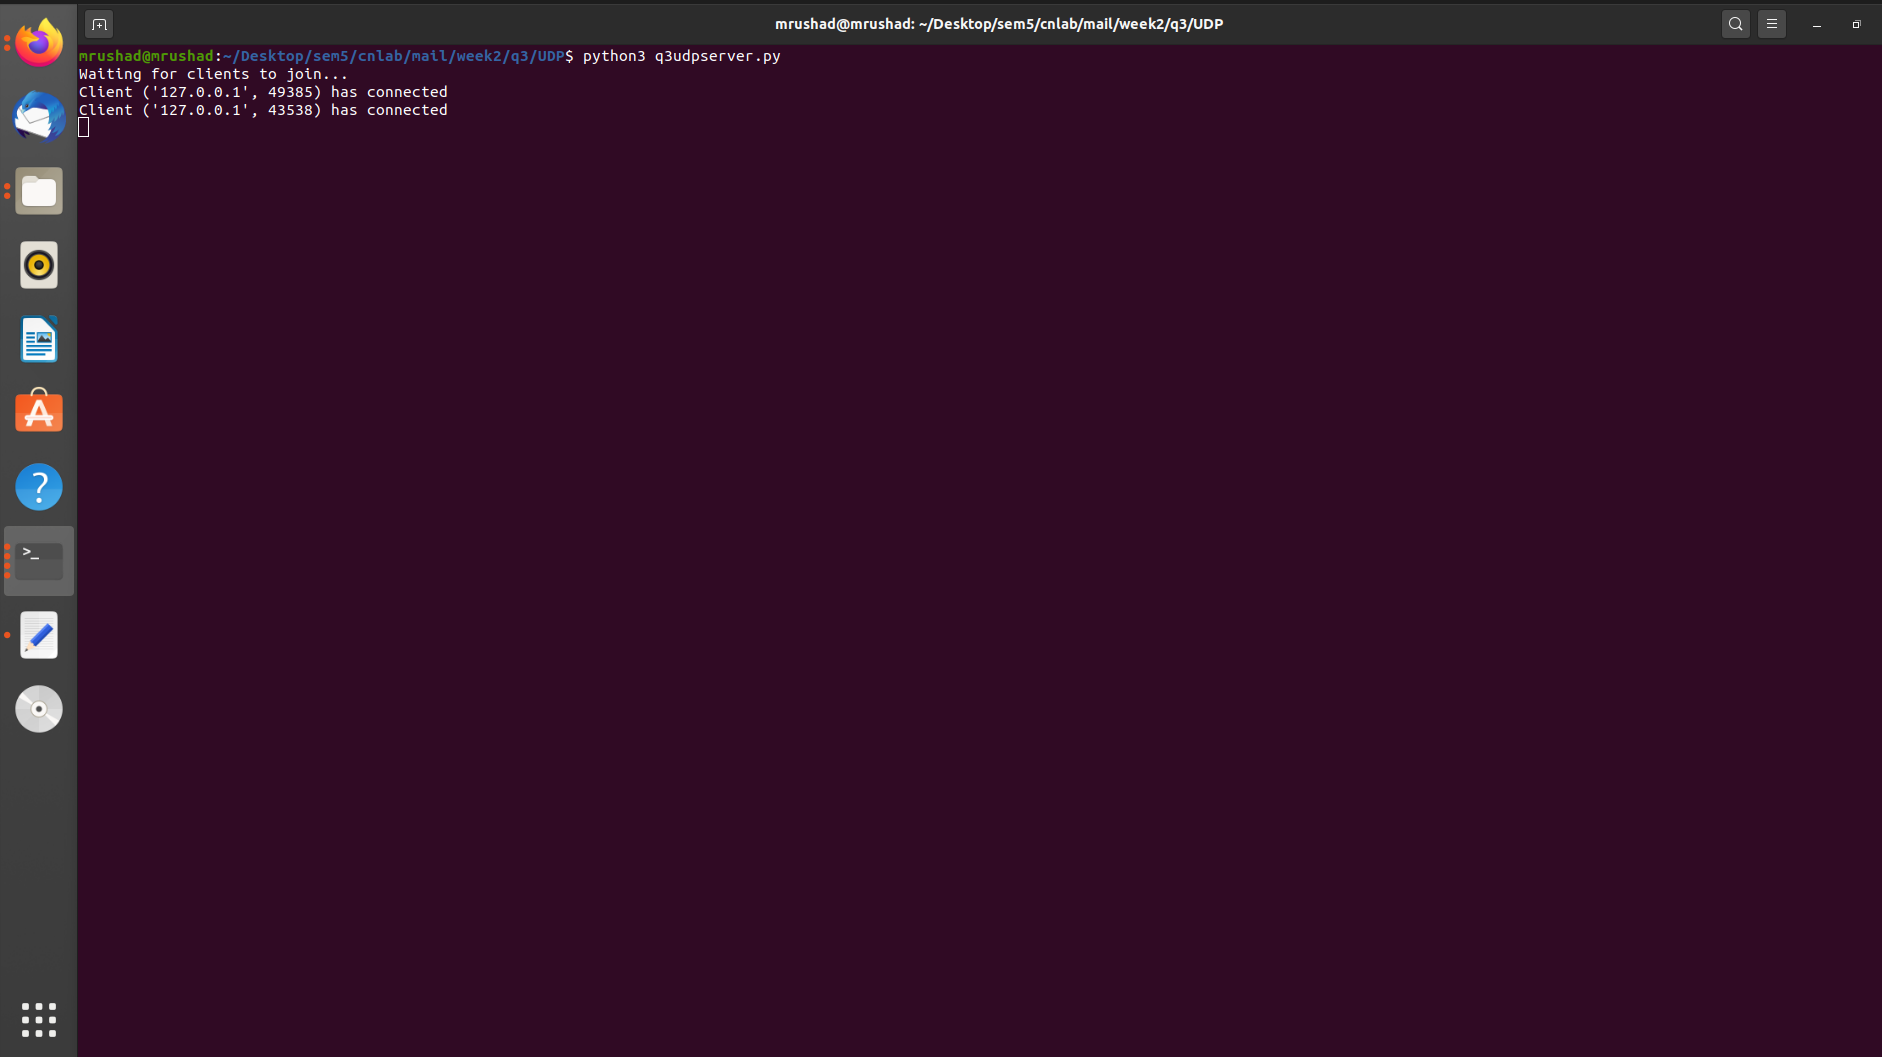 mrushad@mrushad: ~/Desktop/sem5/cnlab/mail/week2/q3/UDP
mrushad@mrushad:~/Desktop/sem5/cnlab/mail/week2/q3/UDP$ python3 q3udpserver.py
Waiting for clients to join...
Client ('127.0.0.1', 49385) has connected
Client ('127.0.0.1', 43538) has connected